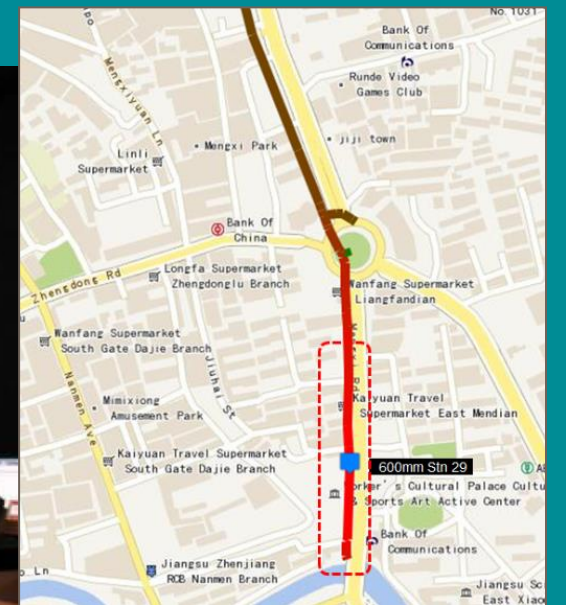 No. 1031
Bank Of
Communications
Runde Video
Games Club
Mengxiyuan Ln
jiji town
Mengxi Park
Linli
Supermarket
Bank Of
China
Longfa Supermarket
Zhengdonglu Branch
Zhengdong Rd
Wanfang Supermarket
Liangfandian
Wanfang Supermarket
South Gate Dajie Branch
Jiuhai St
Nanmen Ave
Mimixiong
Amusement Park
Kaiyuan Travel
Supermarket East Mendian
Kaiyuan Travel Supermarket
South Gate Dajie Branch
600mm Stn 29
orker's Cultural Palace Cultu
& Sports Art Active Center
Bank Of
Communications
Jiangsu Zhenjiang
RCB Nanmen Branch
o Ln
Jiangsu Sc
East Xiao